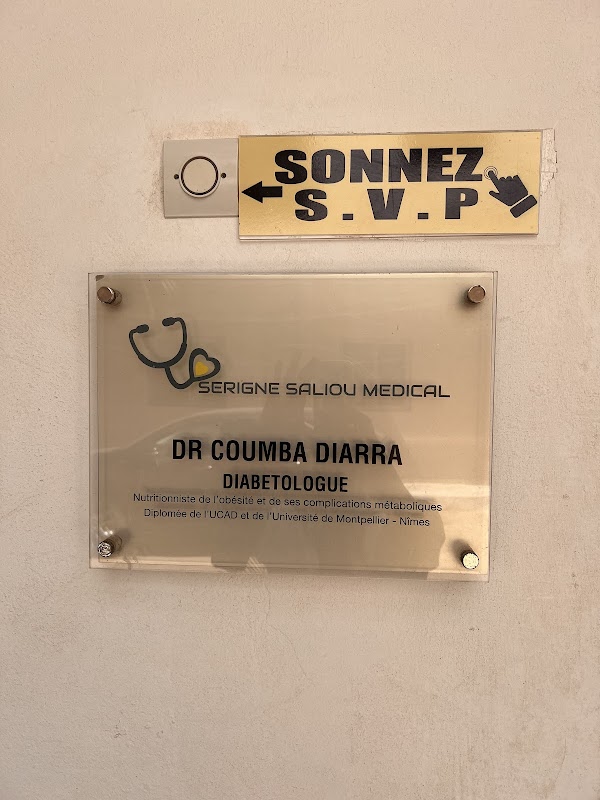 SONNEZ
S.V.P
SERIGNE SALIOU MEDICAL
DR COUMBA DIARRA
DIABETOLOGUE
Nutritionniste de l'obésité et de ses complications métaboliques
Diplomée de l'UCAD et de l'Université de Montpellier - Nîmes